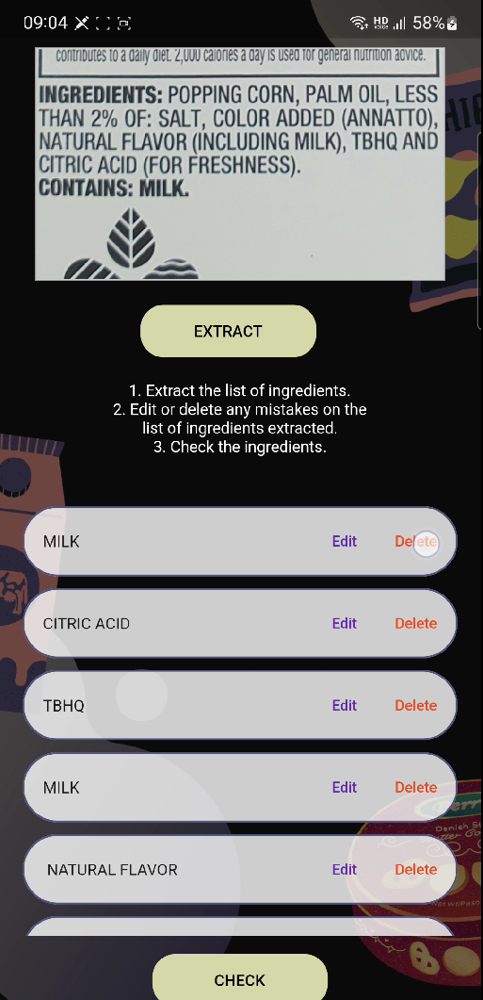 09:04
HD
VOICE
58%
contributes to a daily diet. 2,000 calories a day is used for general nutrition advice.
INGREDIENTS: POPPING CORN, PALM OIL, LESS
THAN 2% OF: SALT, COLOR ADDED (ANNATTO),
NATURAL FLAVOR (INCLUDING MILK), TBHQ AND
CITRIC ACID (FOR FRESHNESS).
CONTAINS: MILK.
EXTRACT
1. Extract the list of ingredients.
2. Edit or delete any mistakes on the
list of ingredients extracted.
3. Check the ingredients.
MILK Edit Delete
CITRIC ACID Edit Delete
TBHQ Edit Delete
MILK Edit Delete
NATURAL FLAVOR Edit Delete
CHECK